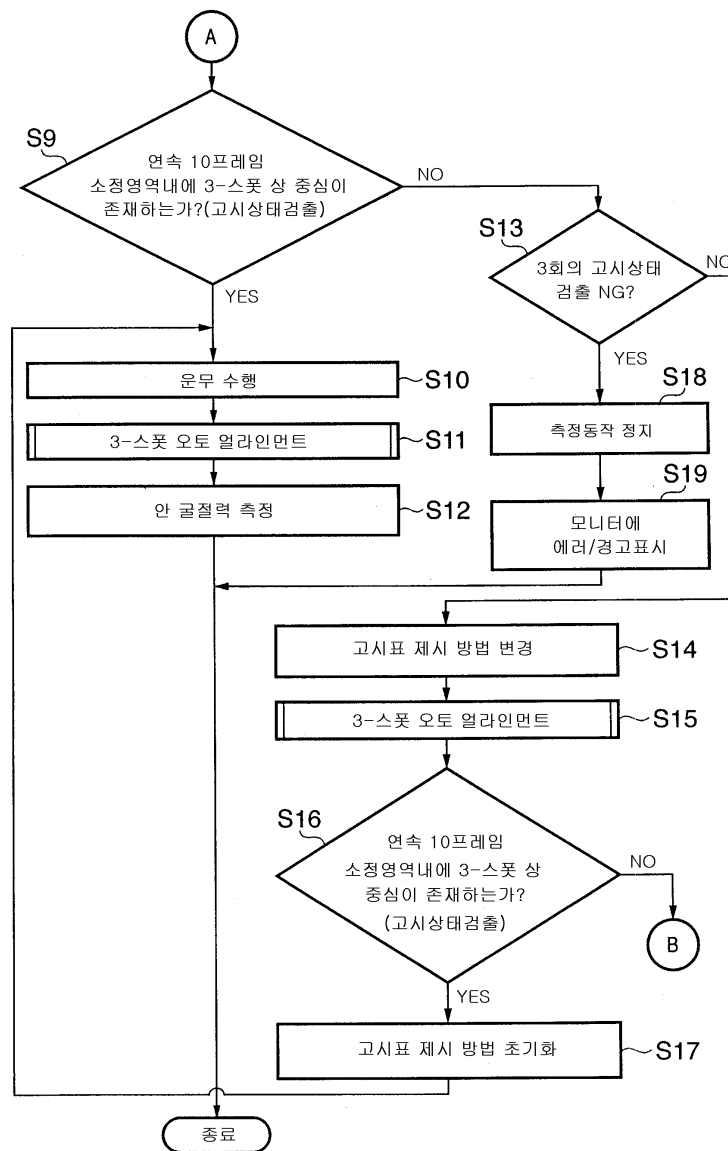 A
S9
연속 10프레임
소정영역내에 3-스폿 상 중심이
존재하는가?(고시상태검출)
NO
S13
3회의 고시상태
검출 NG?
NO
YES
YES
운무 수행
S10
S18
측정동작 정지
3-스폿 오토 얼라인먼트
S11
S19
안 굴절력 측정
S12
모니터에
에러/경고표시
고시표 제시 방법 변경
S14
3-스폿 오토 얼라인먼트
S15
S16
연속 10프레임
소정영역내에 3-스폿 상
중심이 존재하는가?
(고시상태검출)
NO
B
YES
고시표 제시 방법 초기화
S17
종료